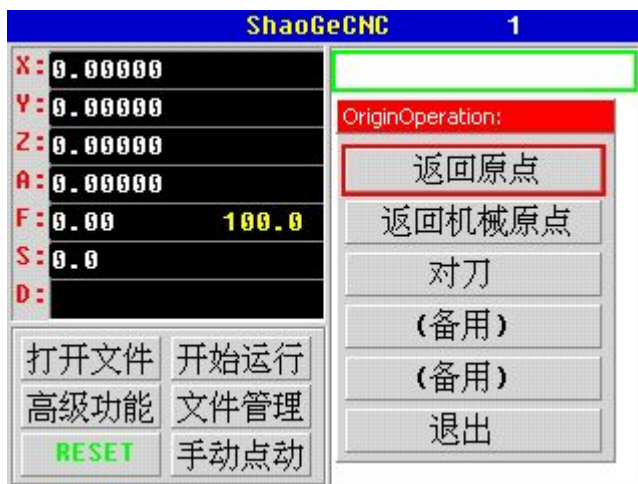 ShaoGeCNC 1
X:0.00000
Y:0.00000
Z:0.00000
A:0.00000
F:0.00 100.0
S:0.0
D:
打开文件 开始运行
高级功能 文件管理
RESET 手动点动
OriginOperation:
返回原点
返回机械原点
对刀
(备用)
(备用)
退出